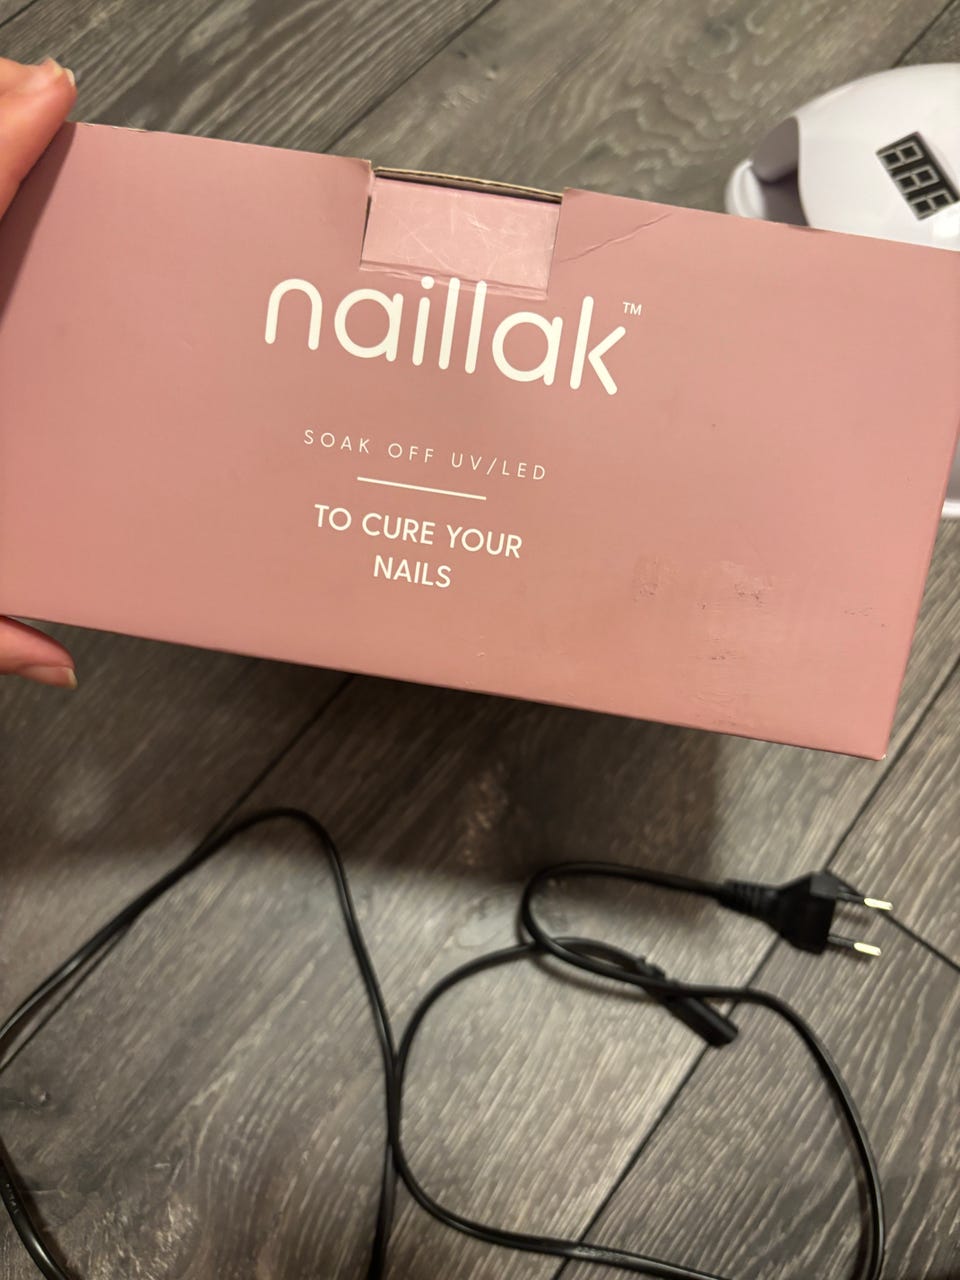 naillak™
SOAK OFF UV/LED
TO CURE YOUR
NAILS